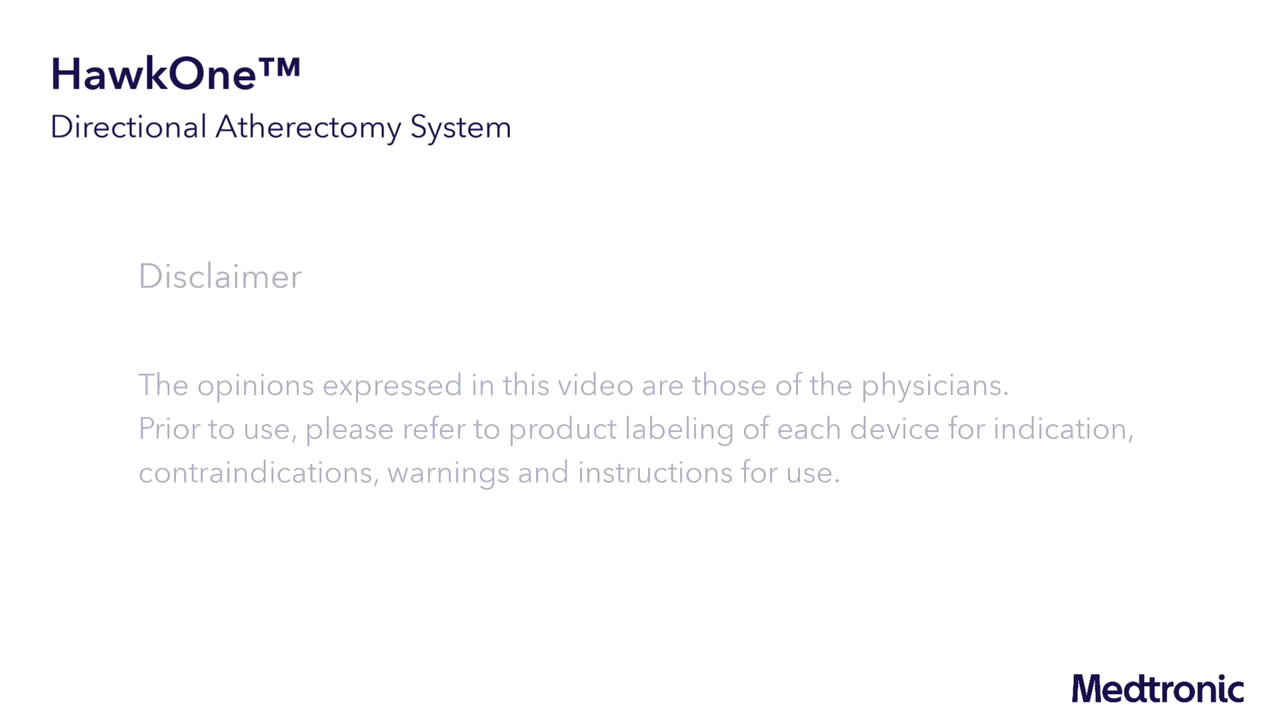 HawkOne™
Directional Atherectomy System
Disclaimer
The opinions expressed in this video are those of the physicians.
Prior to use, please refer to product labeling of each device for indication,
contraindications, warnings and instructions for use.
Medtronic